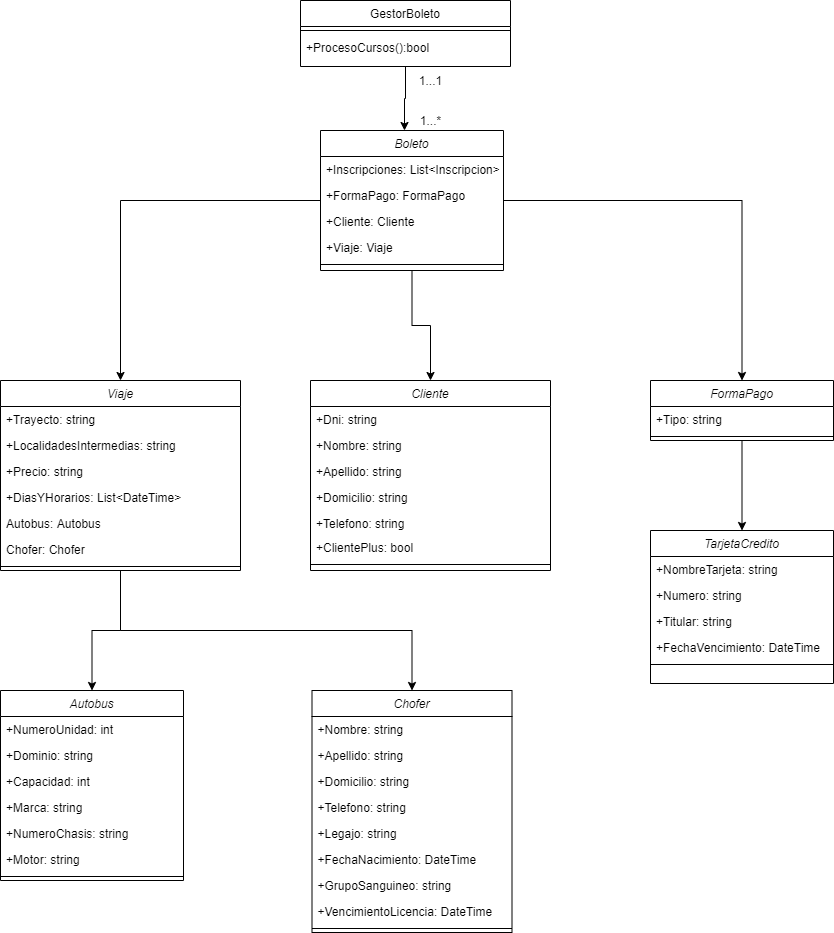 GestorBoleto
+ProcesoCursos():bool
1...1
1...*
Boleto
+Inscripciones: List<Inscripcion>
+FormaPago: FormaPago
+Cliente: Cliente
+Viaje: Viaje
Viaje
+Trayecto: string
+LocalidadesIntermedias: string
+Precio: string
+DiasYHorarios: List<DateTime>
Autobus: Autobus
Chofer: Chofer
Cliente
+Dni: string
+Nombre: string
+Apellido: string
+Domicilio: string
+Telefono: string
+ClientePlus: bool
FormaPago
+Tipo: string
TarjetaCredito
+NombreTarjeta: string
+Numero: string
+Titular: string
+FechaVencimiento: DateTime
Autobus
+NumeroUnidad: int
+Dominio: string
+Capacidad: int
+Marca: string
+NumeroChasis: string
+Motor: string
Chofer
+Nombre: string
+Apellido: string
+Domicilio: string
+Telefono: string
+Legajo: string
+FechaNacimiento: DateTime
+GrupoSanguineo: string
+VencimientoLicencia: DateTime